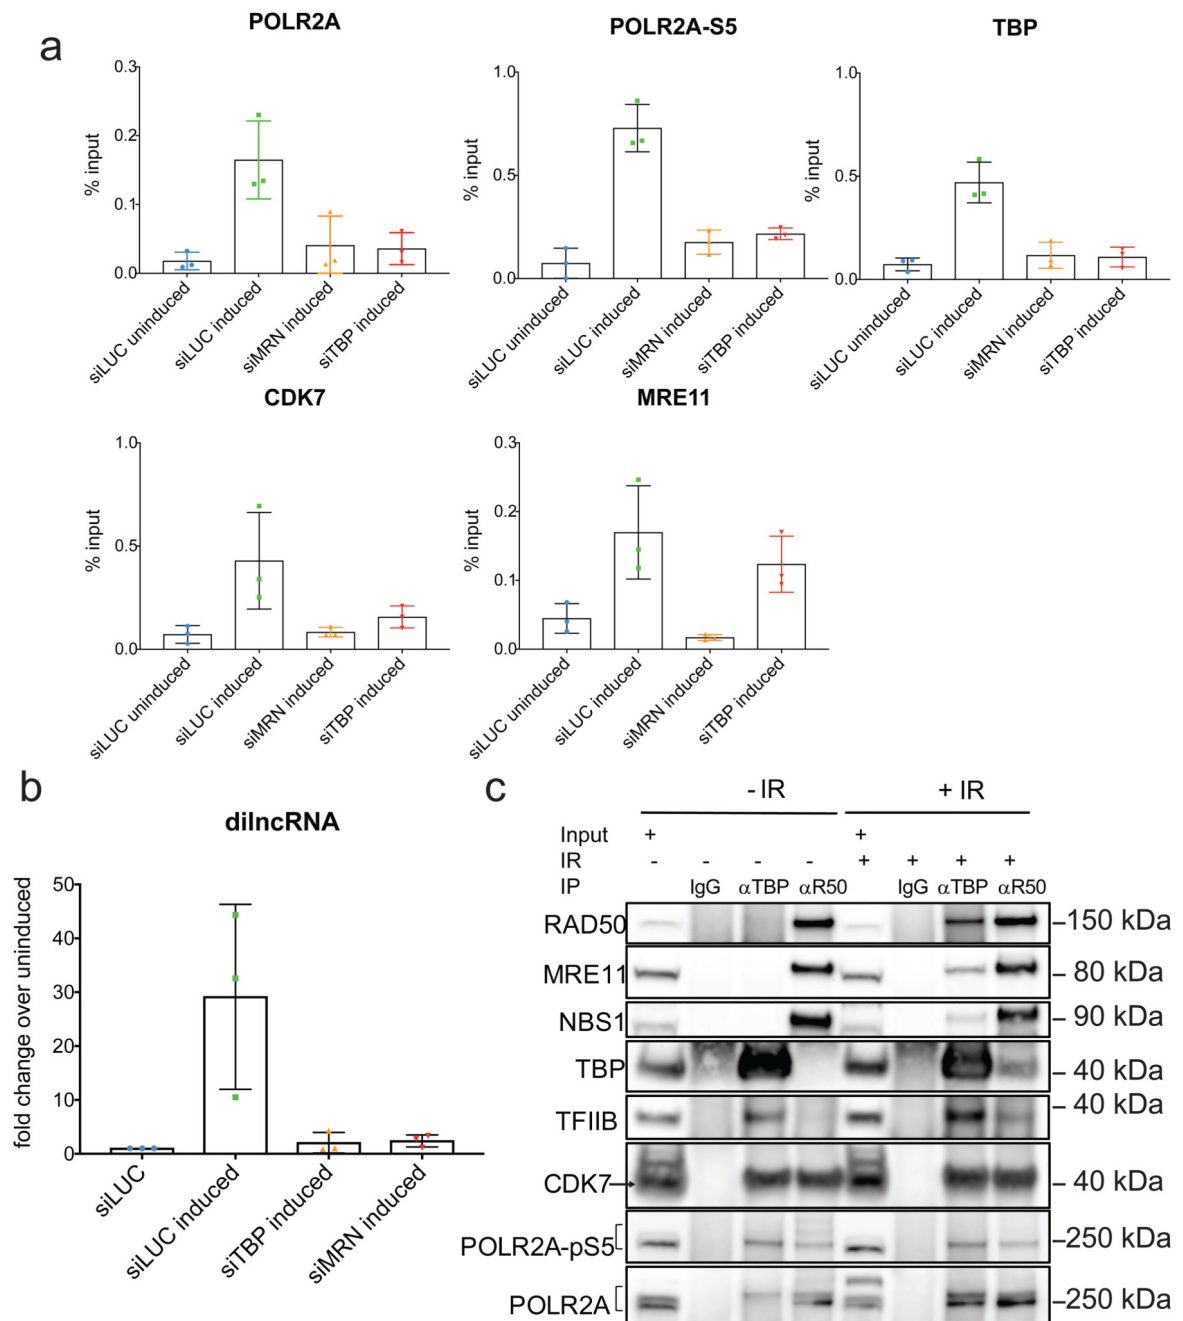 a
POLR2A
POLR2A-S5
TBP
0.3
0.2
0.1
0.0
% input
siLUC uninduced
siLUC induced
siMRN induced
siTBP induced
1.0
0.5
0.0
% input
siLUC uninduced
siLUC induced
siMRN induced
siTBP induced
1.0
0.5
0.0
% input
siLUC uninduced
siLUC induced
siMRN induced
siTBP induced
CDK7
MRE11
1.0
0.5
0.0
% input
siLUC uninduced
siLUC induced
siMRN induced
siTBP induced
0.3
0.2
0.1
0.0
% input
siLUC uninduced
siLUC induced
siMRN induced
siTBP induced
b
dilncRNA
50
40
30
20
10
0
fold change over uninduced
siLUC
siLUC induced
siTBP induced
siMRN induced
c
- IR + IR
Input + +
IR - - - - + + + +
IP IgG αTBP αR50 IgG αTBP αR50
RAD50 –150 kDa
MRE11 – 80 kDa
NBS1 – 90 kDa
TBP – 40 kDa
TFIIB – 40 kDa
CDK7 – 40 kDa
POLR2A-pS5 –250 kDa
POLR2A –250 kDa